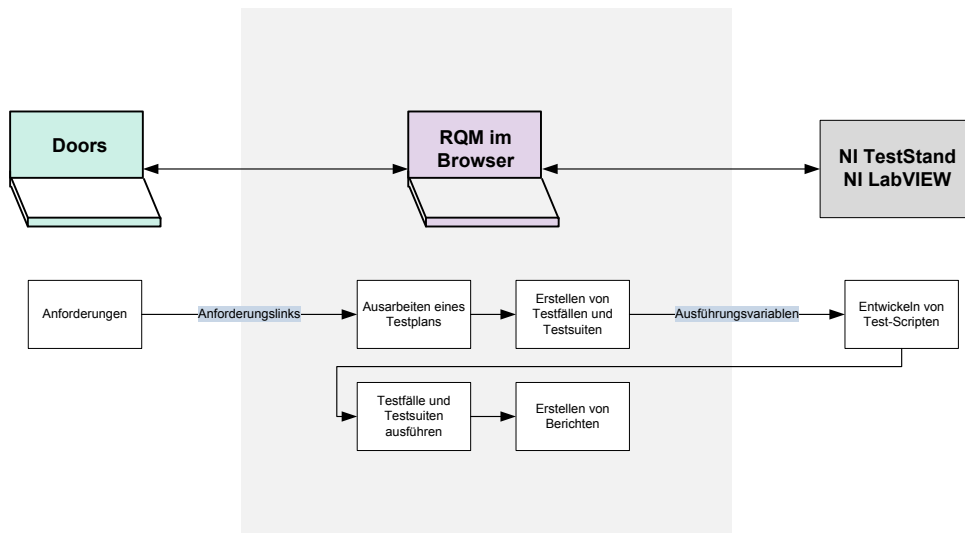 Doors
RQM im
Browser
NI TestStand
NI LabVIEW
Anforderungen
Anforderungslinks
Ausarbeiten eines
Testplans
Erstellen von
Testfällen und
Testsuiten
Ausführungsvariablen
Entwickeln von
Test-Scripten
Testfälle und
Testsuiten
ausführen
Erstellen von
Berichten